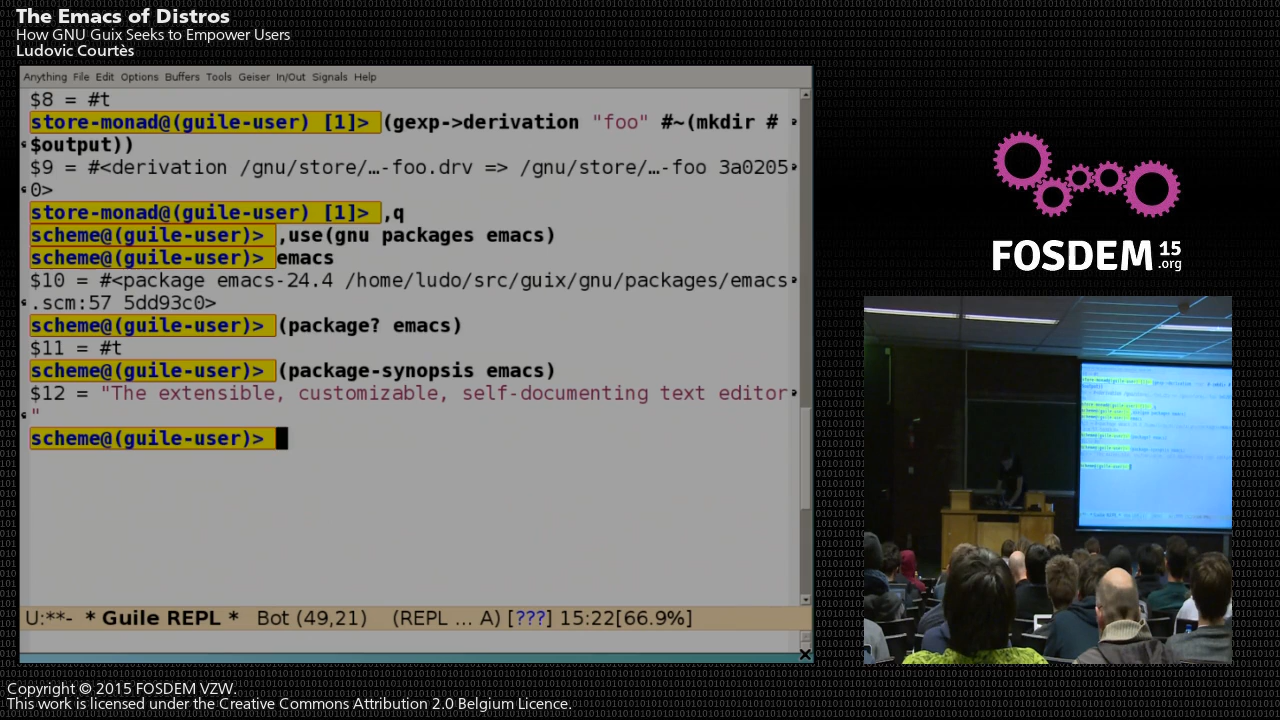 The Emacs of Distros
How GNU Guix Seeks to Empower Users
Ludovic Courtès
Anything File Edit Options Buffers Tools Geiser In/Out Signals Help
$8 = #t
store-monad@(guile-user) [1]> (gexp->derivation "foo" #~(mkdir #
$output))
$9 = #<derivation /gnu/store/…-foo.drv => /gnu/store/…-foo 3a0205
0>
store-monad@(guile-user) [1]> ,q
scheme@(guile-user)> ,use(gnu packages emacs)
scheme@(guile-user)> emacs
$10 = #<package emacs-24.4 /home/ludo/src/guix/gnu/packages/emacs
.scm:57 5dd93c0>
scheme@(guile-user)> (package? emacs)
$11 = #t
scheme@(guile-user)> (package-synopsis emacs)
$12 = "The extensible, customizable, self-documenting text editor
"
scheme@(guile-user)>
U:**- * Guile REPL * Bot (49,21) (REPL ... A) [???] 15:22[66.9%]
FOSDEM 15
.org
Copyright © 2015 FOSDEM VZW.
This work is licensed under the Creative Commons Attribution 2.0 Belgium Licence.